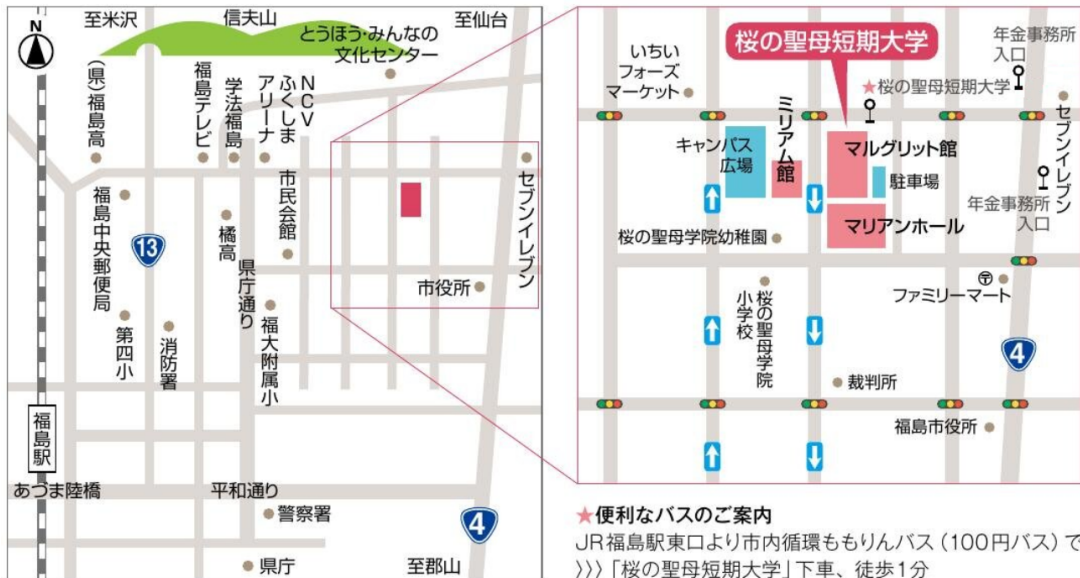 N
至米沢
信夫山
至仙台
とうほう・みんなの
文化センター
(県)福島高
福島テレビ
学法福島
NCV
ふくしま
アリーナ
市民会館
セブンイレブン
福島中央郵便局
13
橘高
県庁通り
市役所
第四小
消防署
福大附属小
福島駅
あづま陸橋
平和通り
警察署
4
県庁
至郡山
桜の聖母短期大学
いちい
フォーズ
マーケット
年金事務所
入口
★桜の聖母短期大学
セブンイレブン
キャンパス
広場
ミリアム館
マルグリット館
駐車場
年金事務所
入口
マリアンホール
桜の聖母学院幼稚園
〒
ファミリーマート
桜の聖母学院
小学校
4
裁判所
福島市役所
★便利なバスのご案内
JR福島駅東口より市内循環ももりんバス(100円バス)で
>>>「桜の聖母短期大学」下車、徒歩1分